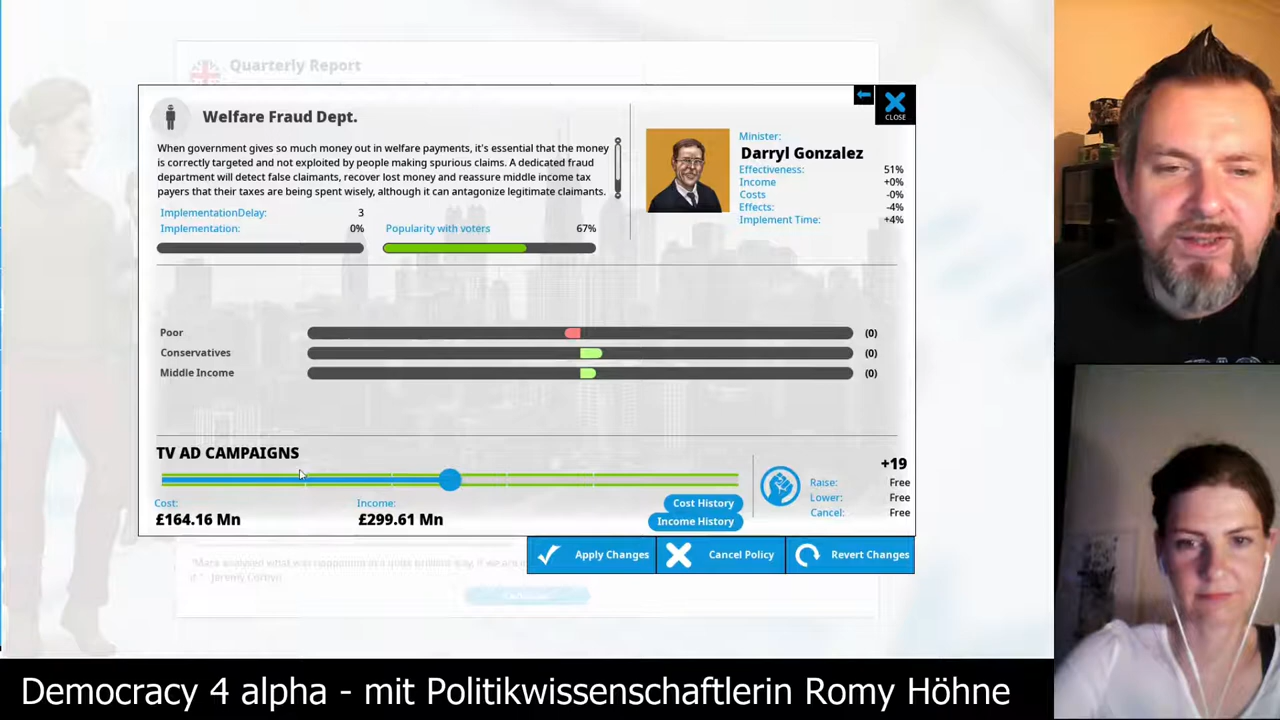 Quarterly Report
Welfare Fraud Dept.
CLOSE
When government gives so much money out in welfare payments, it's essential that the money
is correctly targeted and not exploited by people making spurious claims. A dedicated fraud
department will detect false claimants, recover lost money and reassure middle income tax
payers that their taxes are being spent wisely, although it can antagonize legitimate claimants.
ImplementationDelay: 3
Implementation: 0% Popularity with voters 67%
Minister:
Darryl Gonzalez
Effectiveness: 51%
Income +0%
Costs -0%
Effects: -4%
Implement Time: +4%
Poor (0)
Conservatives (0)
Middle Income (0)
TV AD CAMPAIGNS
Cost: Income:
£164.16 Mn £299.61 Mn
Cost History
Income History
+19
Raise: Free
Lower: Free
Cancel: Free
Apply Changes Cancel Policy Revert Changes
it." - Jeremy Corbyn
Democracy 4 alpha - mit Politikwissenschaftlerin Romy Höhne